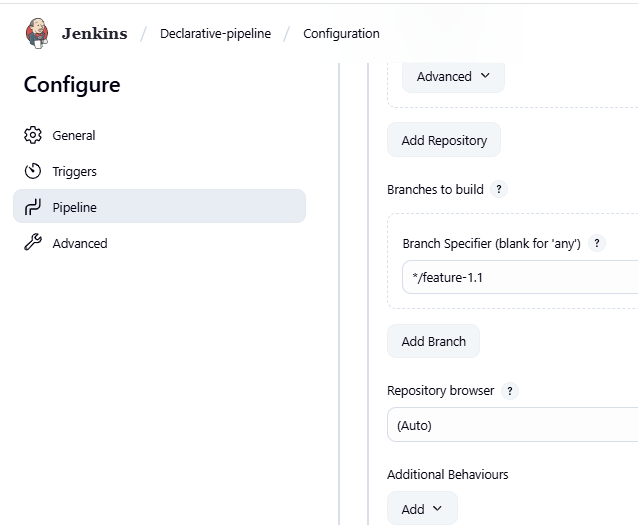 Jenkins / Declarative-pipeline / Configuration
Configure
General
Triggers
Pipeline
Advanced
Advanced
Add Repository
Branches to build ?
Branch Specifier (blank for 'any') ?
*/feature-1.1
Add Branch
Repository browser ?
(Auto)
Additional Behaviours
Add